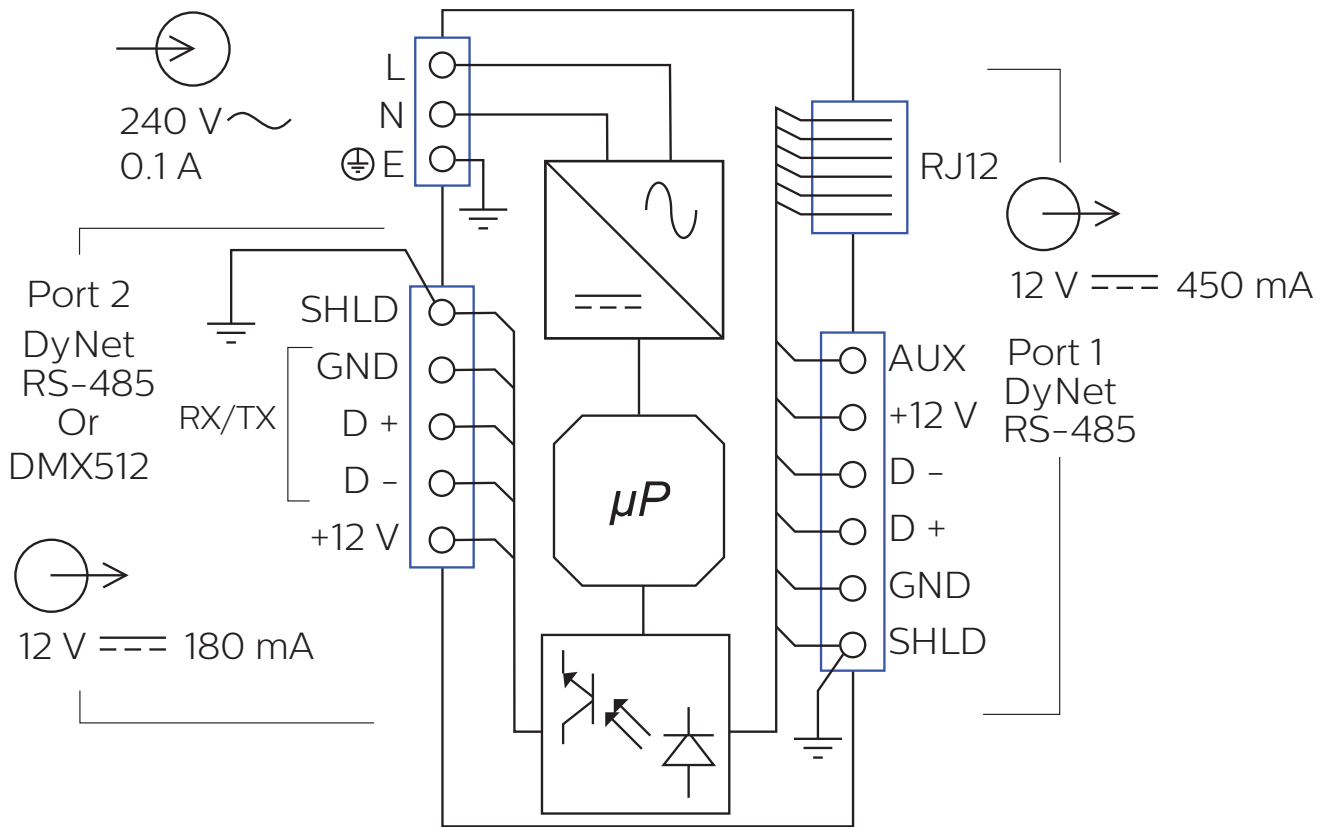 240 V
0.1 A
L
N
E
Port 2
DyNet
RS-485
Or
DMX512
RX/TX
SHLD
GND
D +
D -
+12 V
12 V 180 mA
µP
RJ12
12 V 450 mA
Port 1
DyNet
RS-485
AUX
+12 V
D -
D +
GND
SHLD